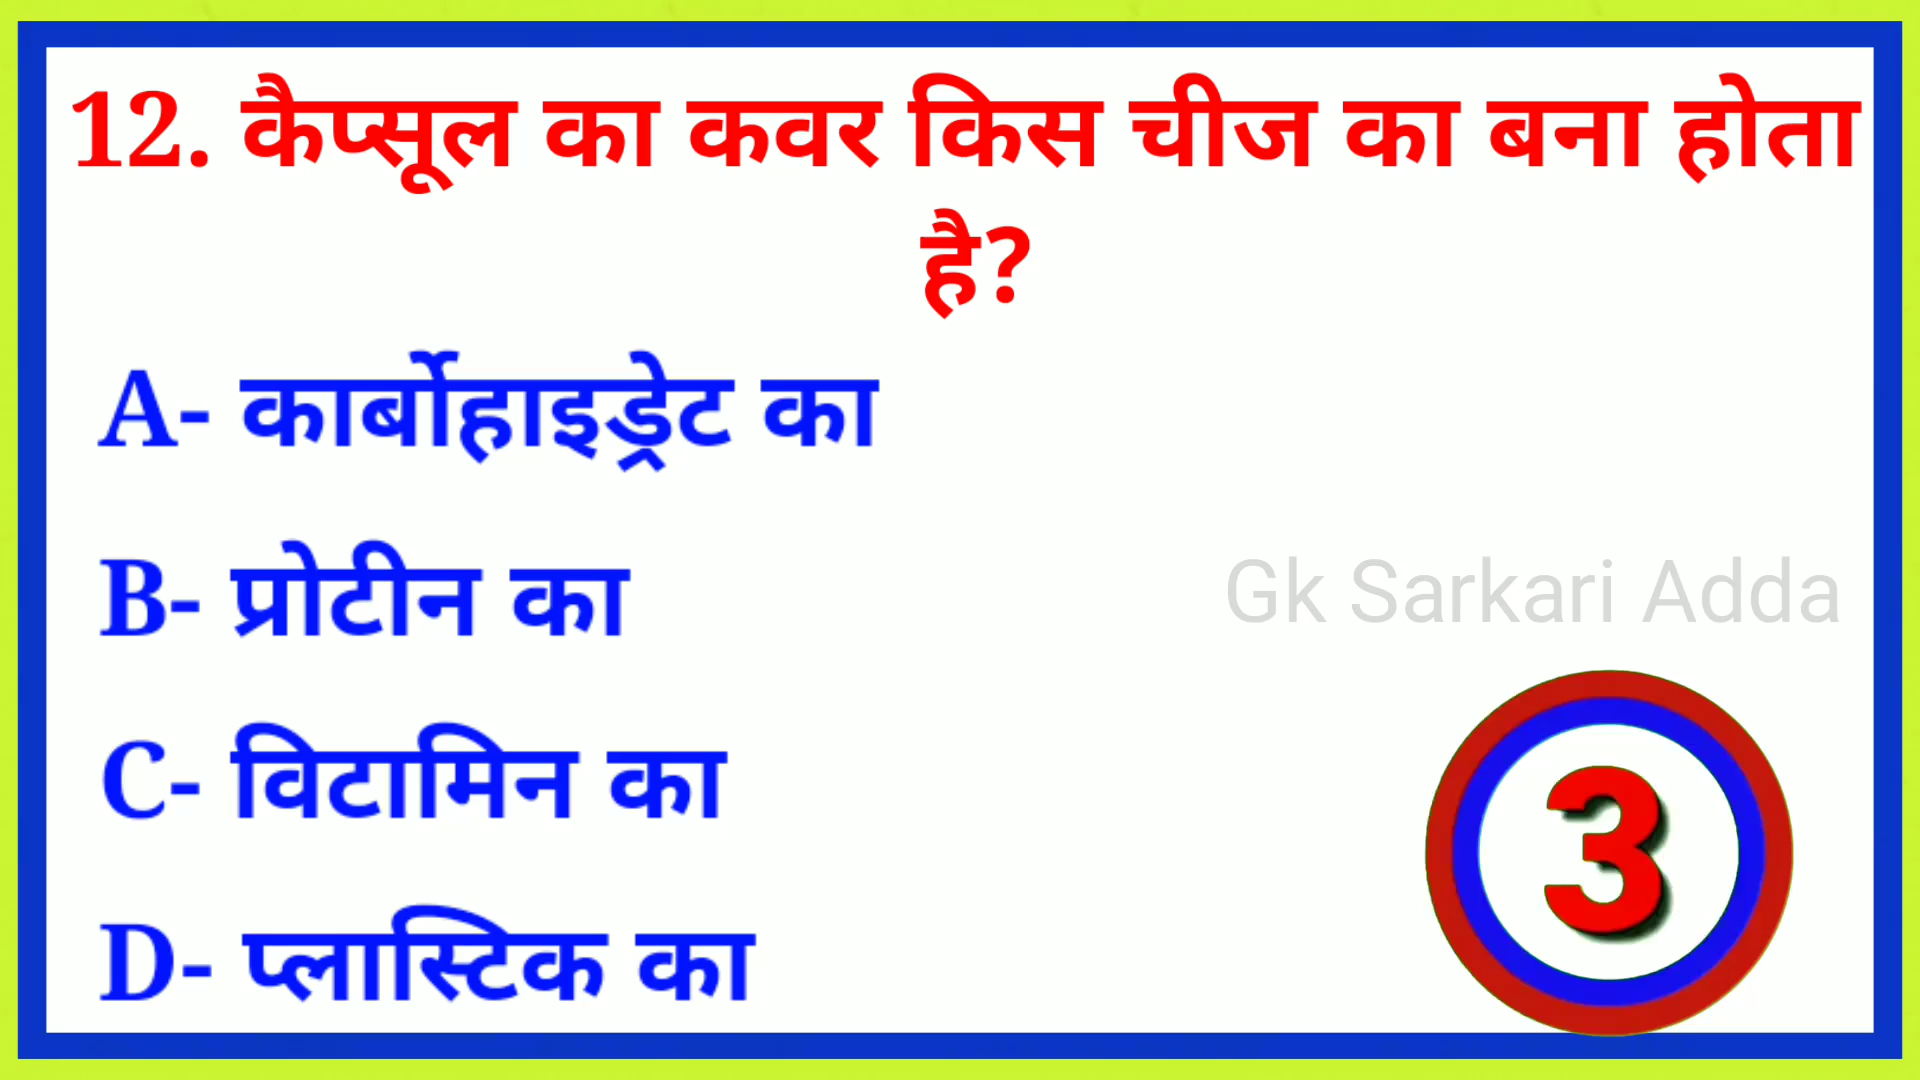 12. कैप्सूल का कवर किस चीज का बना होता
है?
A- कार्बोहाइड्रेट का
B- प्रोटीन का
Gk Sarkari Adda
C- विटामिन का
3
D- प्लास्टिक का